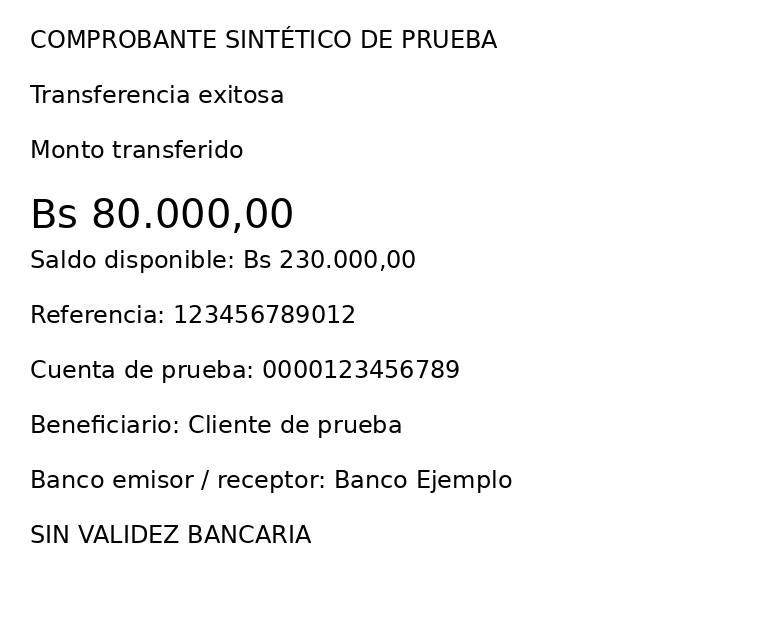 COMPROBANTE SINTÉTICO DE PRUEBA
Transferencia exitosa
Monto transferido
Bs 80.000,00
Saldo disponible: Bs 230.000,00
Referencia: 123456789012
Cuenta de prueba: 0000123456789
Beneficiario: Cliente de prueba
Banco emisor / receptor: Banco Ejemplo
SIN VALIDEZ BANCARIA